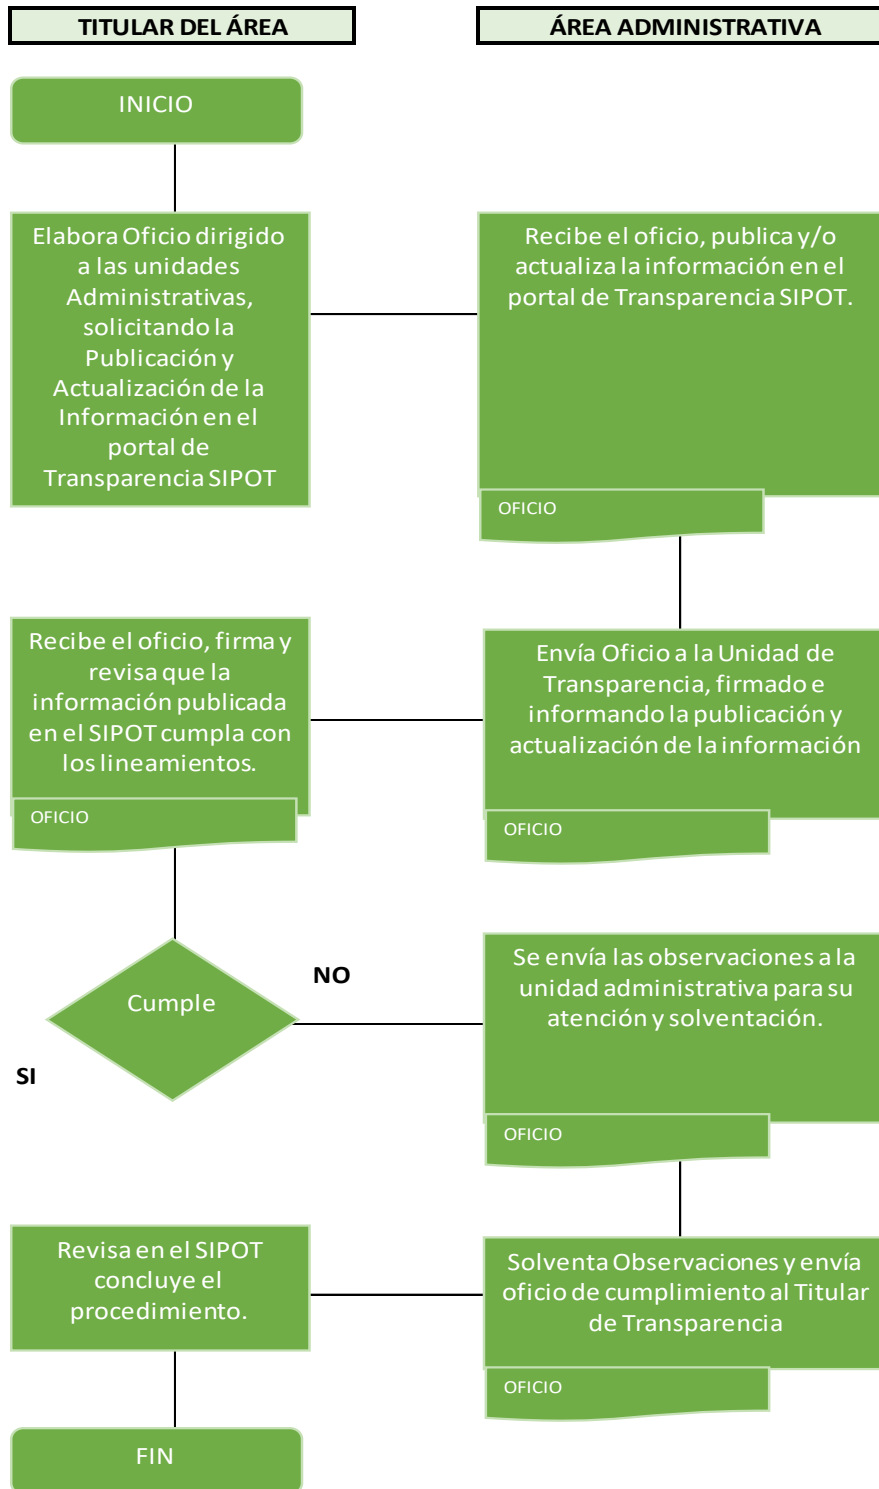 TITULAR DEL ÁREA
ÁREA ADMINISTRATIVA
INICIO
Elabora Oficio dirigido
a las unidades
Administrativas,
solicitando la
Publicación y
Actualización de la
Información en el
portal de
Transparencia SIPOT
Recibe el oficio, publica y/o
actualiza la información en el
portal de Transparencia SIPOT.
OFICIO
Recibe el oficio, firma y
revisa que la
información publicada
en el SIPOT cumpla con
los lineamientos.
OFICIO
Envía Oficio a la Unidad de
Transparencia, firmado e
informando la publicación y
actualización de la información
OFICIO
Cumple
NO
SI
Se envía las observaciones a la
unidad administrativa para su
atención y solventación.
OFICIO
Revisa en el SIPOT
concluye el
procedimiento.
Solventa Observaciones y envía
oficio de cumplimiento al Titular
de Transparencia
OFICIO
FIN